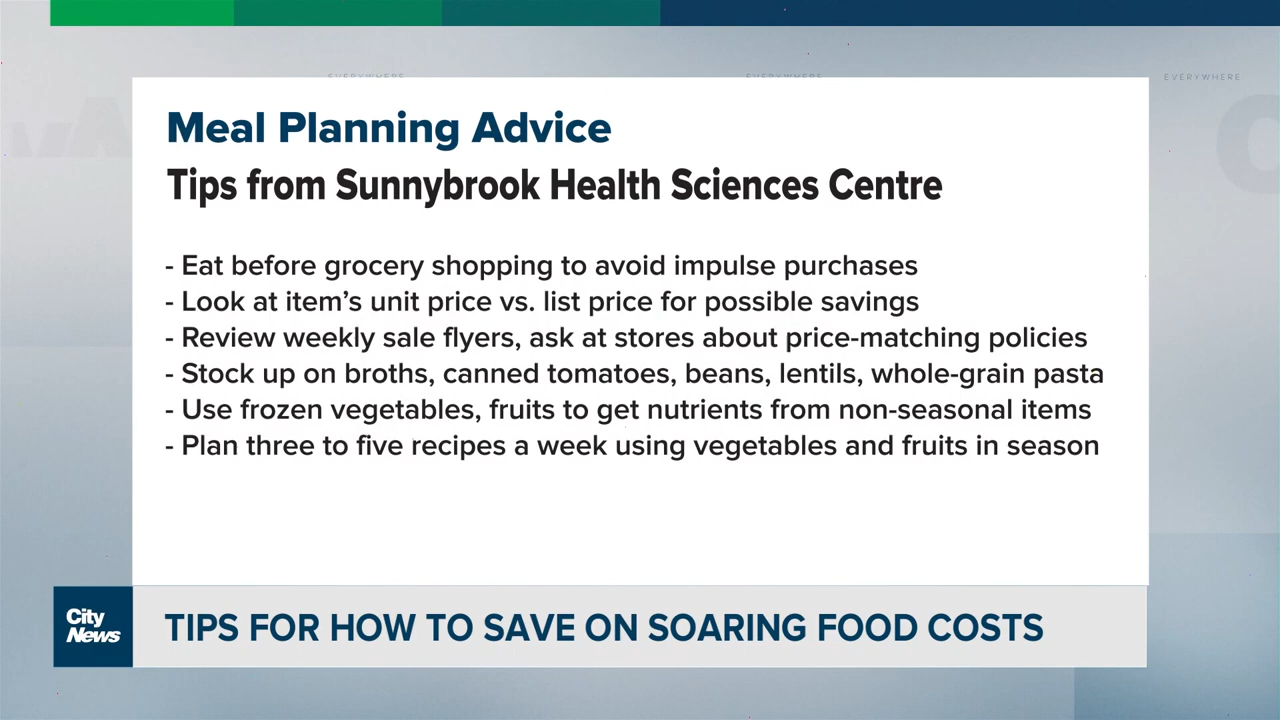 EVERYWHERE EVERYWHERE EVERYWHERE
Meal Planning Advice
Tips from Sunnybrook Health Sciences Centre
- Eat before grocery shopping to avoid impulse purchases
- Look at item’s unit price vs. list price for possible savings
- Review weekly sale flyers, ask at stores about price-matching policies
- Stock up on broths, canned tomatoes, beans, lentils, whole-grain pasta
- Use frozen vegetables, fruits to get nutrients from non-seasonal items
- Plan three to five recipes a week using vegetables and fruits in season
City
News
TIPS FOR HOW TO SAVE ON SOARING FOOD COSTS